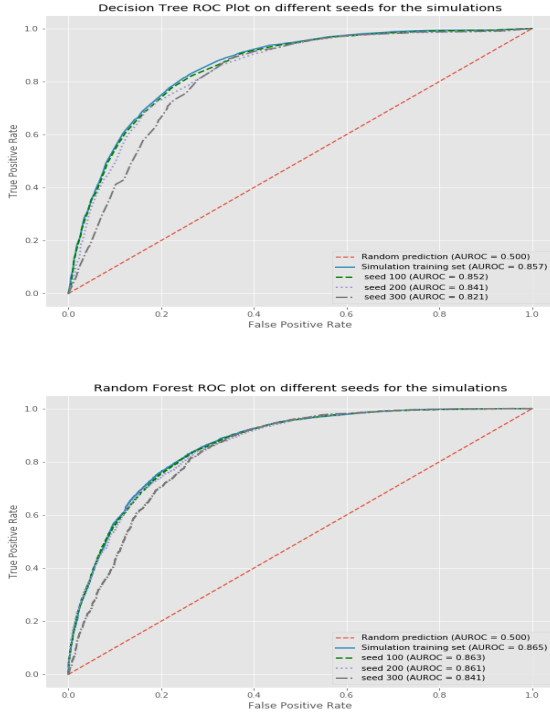 Decision Tree ROC Plot on different seeds for the simulations
1.0
0.8
0.6
0.4
0.2
0.0
True Positive Rate
Random prediction (AUROC = 0.500)
Simulation training set (AUROC = 0.857)
seed 100 (AUROC = 0.852)
seed 200 (AUROC = 0.841)
seed 300 (AUROC = 0.821)
0.0 0.2 0.4 0.6 0.8 1.0
False Positive Rate
Random Forest ROC plot on different seeds for the simulations
1.0
0.8
0.6
0.4
0.2
0.0
True Positive Rate
Random prediction (AUROC = 0.500)
Simulation training set (AUROC = 0.865)
seed 100 (AUROC = 0.863)
seed 200 (AUROC = 0.861)
seed 300 (AUROC = 0.841)
0.0 0.2 0.4 0.6 0.8 1.0
False Positive Rate